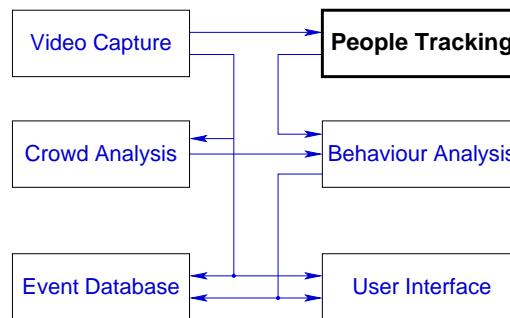 Video Capture
People Tracking
Crowd Analysis
Behaviour Analysis
Event Database
User Interface